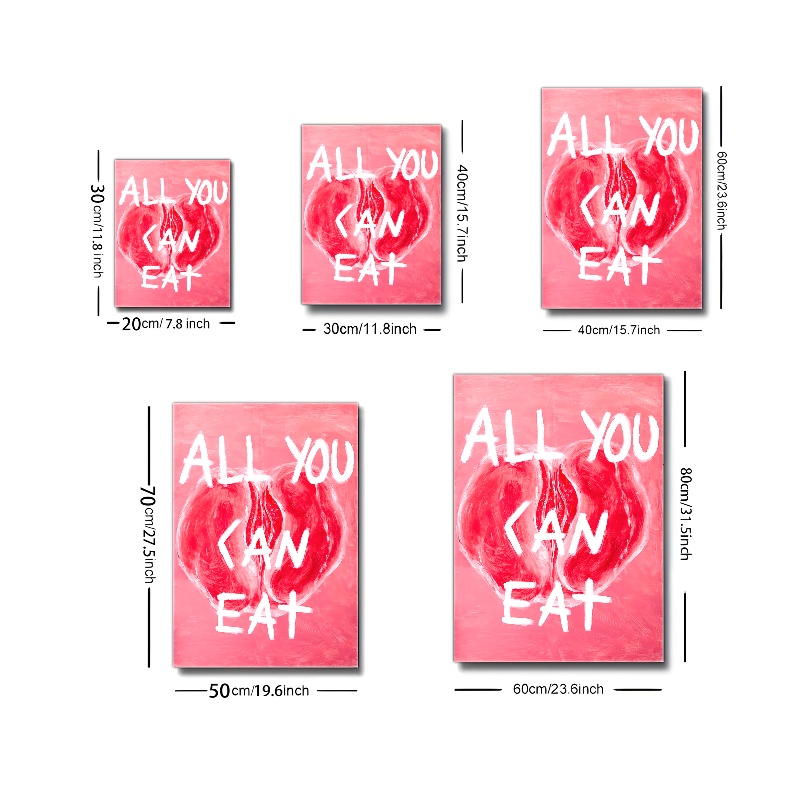 ALL YOU
CAN
EAT
30cm/11.8 inch
20cm/7.8 inch
ALL YOU
CAN
EAT
40cm/15.7inch
30cm/11.8inch
ALL YOU
CAN
EAT
60cm/23.6inch
40cm/15.7inch
ALL YOU
CAN
EAT
70cm/27.5inch
50cm/19.6inch
ALL YOU
CAN
EAT
80cm/31.5inch
60cm/23.6inch